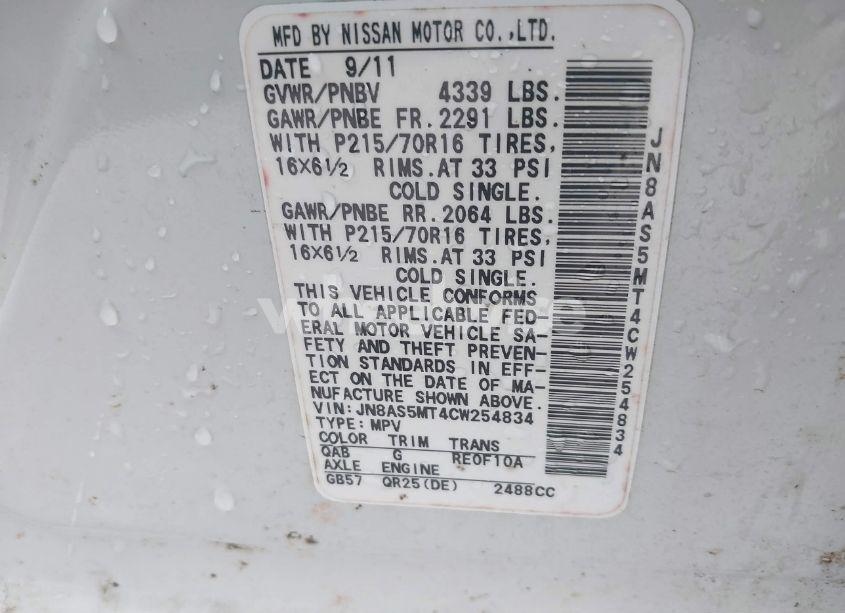 MFD BY NISSAN MOTOR CO.,LTD.
DATE 9/11
GVWR/PNBV 4339 LBS.
GAWR/PNBE FR.2291 LBS.
WITH P215/70R16 TIRES,
16X6½ RIMS.AT 33 PSI
COLD SINGLE.
GAWR/PNBE RR.2064 LBS.
WITH P215/70R16 TIRES,
16X6½ RIMS.AT 33 PSI
COLD SINGLE.
THIS VEHICLE CONFORMS
TO ALL APPLICABLE FED-
ERAL MOTOR VEHICLE SA-
FETY AND THEFT PREVEN-
TION STANDARDS IN EFF-
ECT ON THE DATE OF MA-
NUFACTURE SHOWN ABOVE.
VIN:JN8AS5MT4CW254834
TYPE:MPV
COLOR TRIM TRANS
QAB G RE0F10A
AXLE ENGINE
GB57 QR25(DE) 2488CC
JN8AS5MT4CW254834